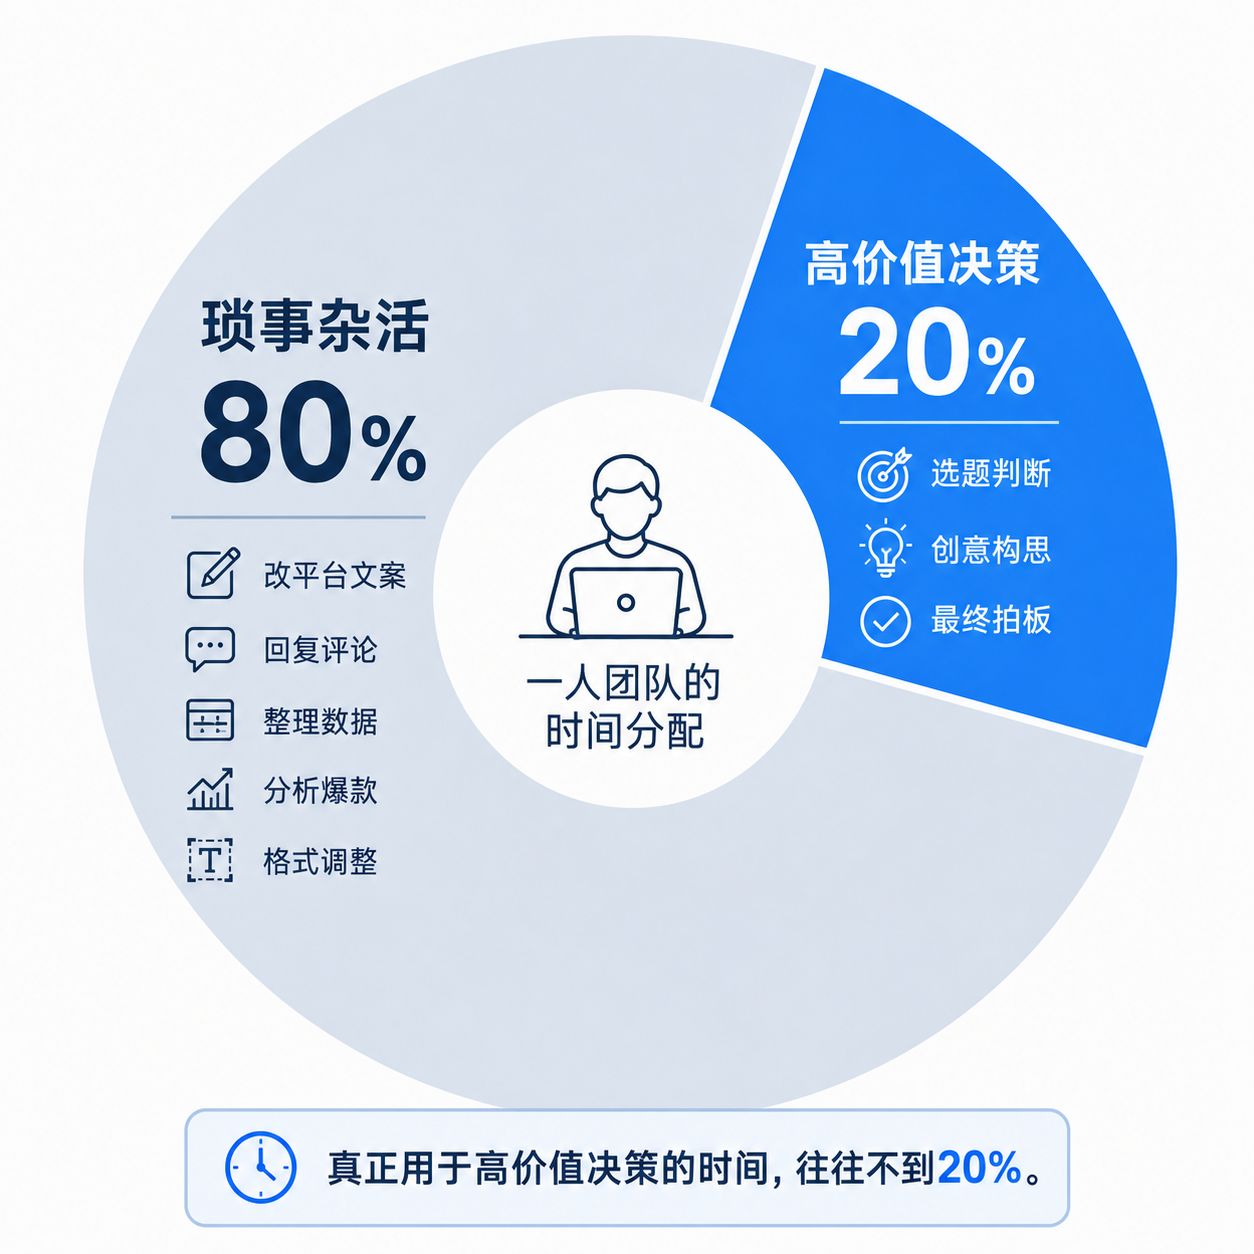 琐事杂活
80%
改平台文案
回复评论
整理数据
分析爆款
T
格式调整
高价值决策
20%
选题判断
创意构思
最终拍板
一人团队的
时间分配
真正用于高价值决策的时间，往往不到20%。